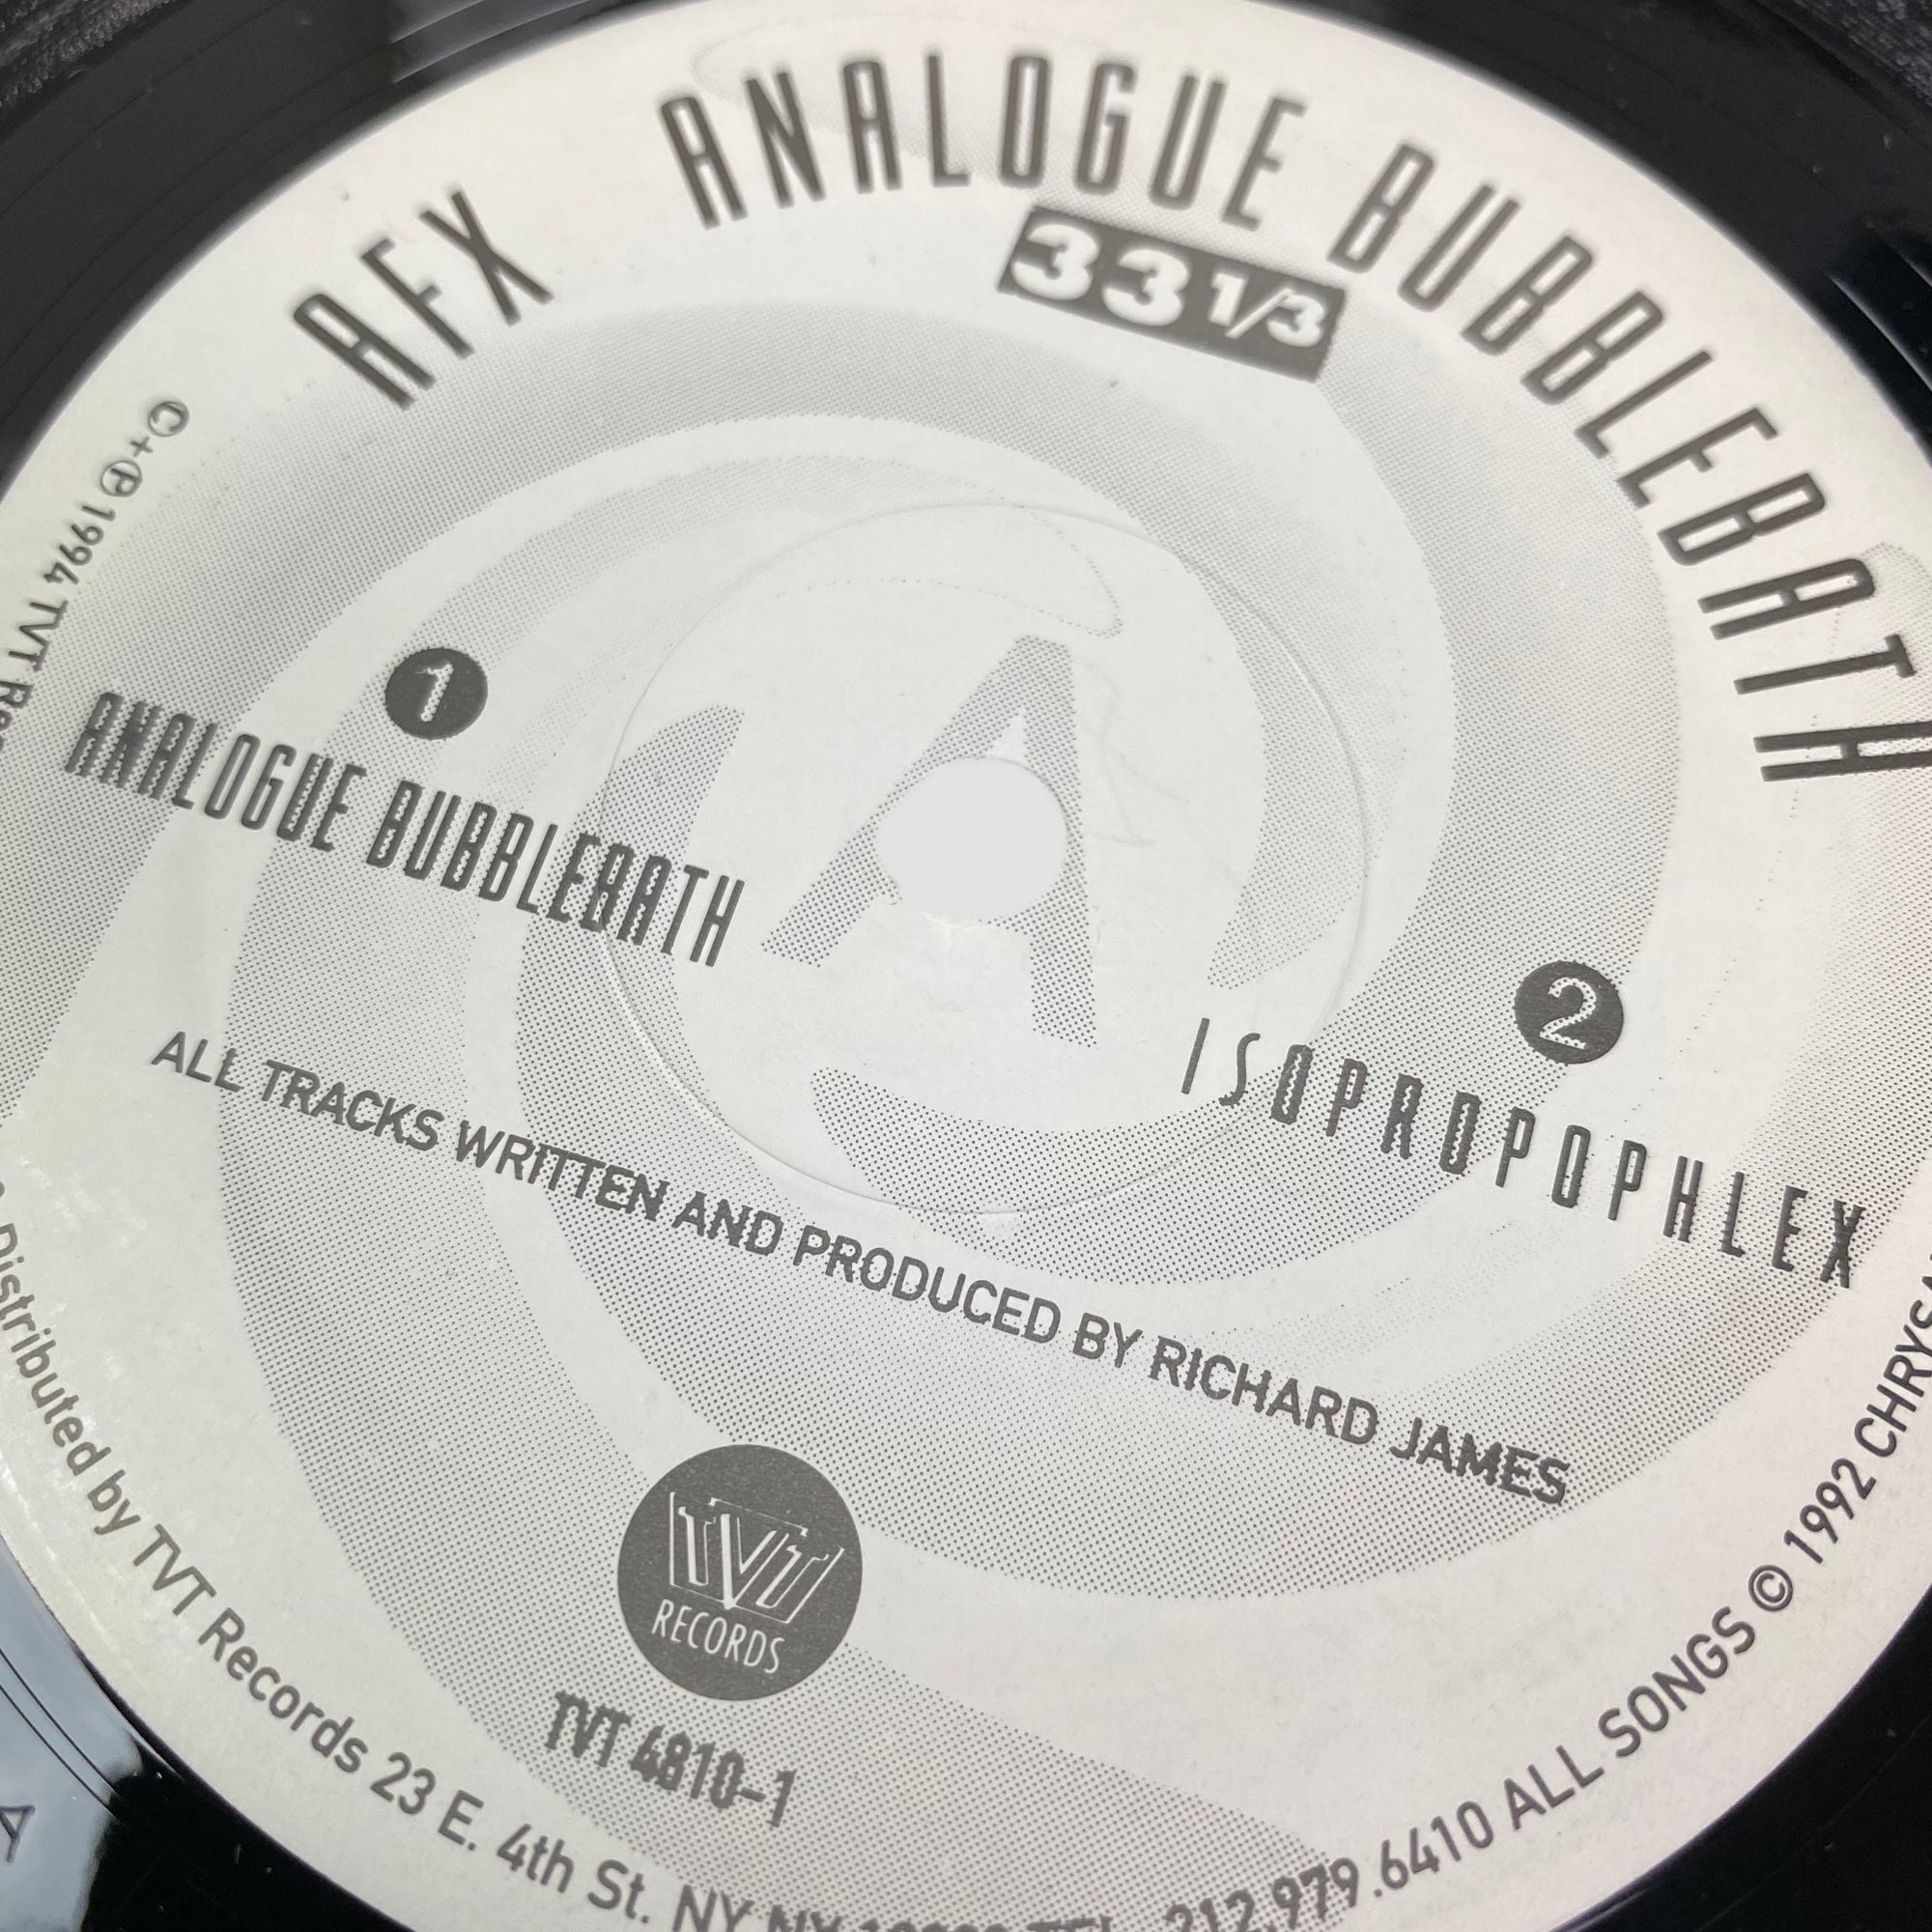 AFX ANALOGUE BUBBLEBATH
33 1/3
A
1
ANALOGUE BUBBLEBATH
2
ISOPROPOPHLEX
ALL TRACKS WRITTEN AND PRODUCED BY RICHARD JAMES
TVT
RECORDS
TVT 4810-1
©+℗ 1994 TVT
Distributed by TVT Records 23 E. 4th St. NY NY
212.979.6410 ALL SONGS © 1992
A